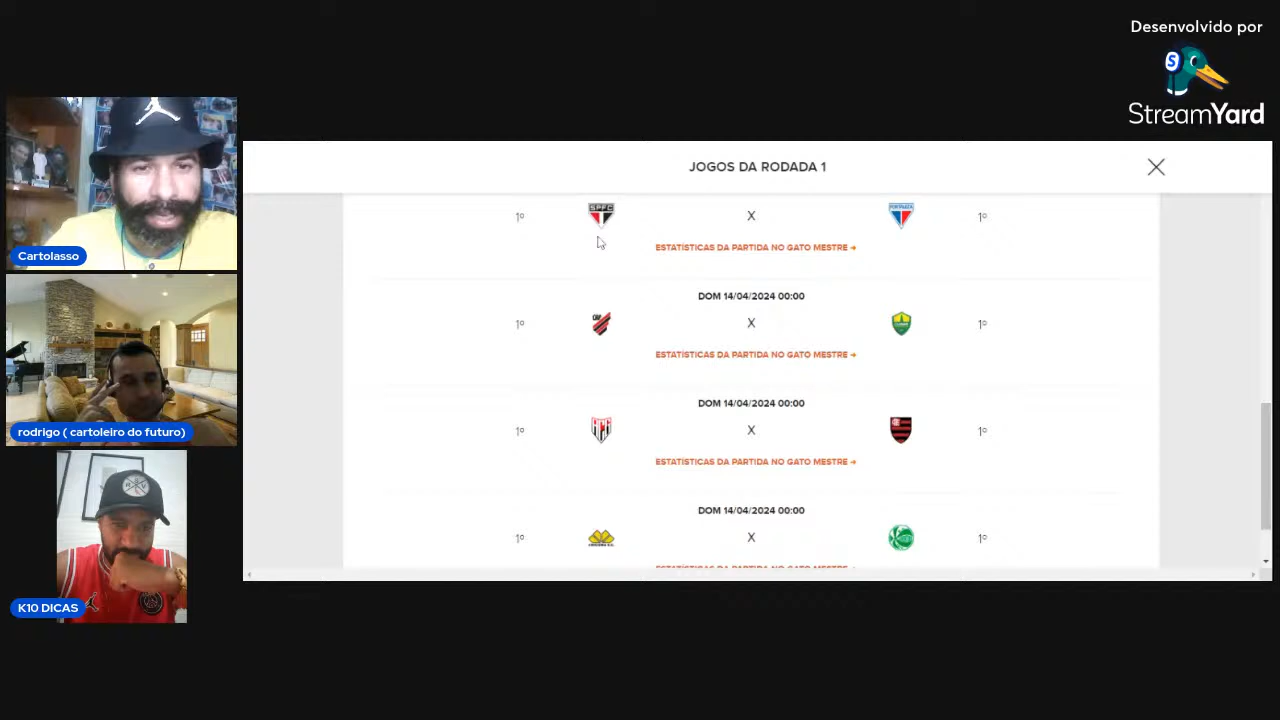 Desenvolvido por
StreamYard
Cartolasso
rodrigo ( cartoleiro do futuro)
K10 DICAS
JOGOS DA RODADA 1
1º SPFC X FORTALEZA 1º
ESTATÍSTICAS DA PARTIDA NO GATO MESTRE
DOM 14/04/2024 00:00
1º CAP X 1º
ESTATÍSTICAS DA PARTIDA NO GATO MESTRE
DOM 14/04/2024 00:00
1º X 1º
ESTATÍSTICAS DA PARTIDA NO GATO MESTRE
DOM 14/04/2024 00:00
1º X 1º